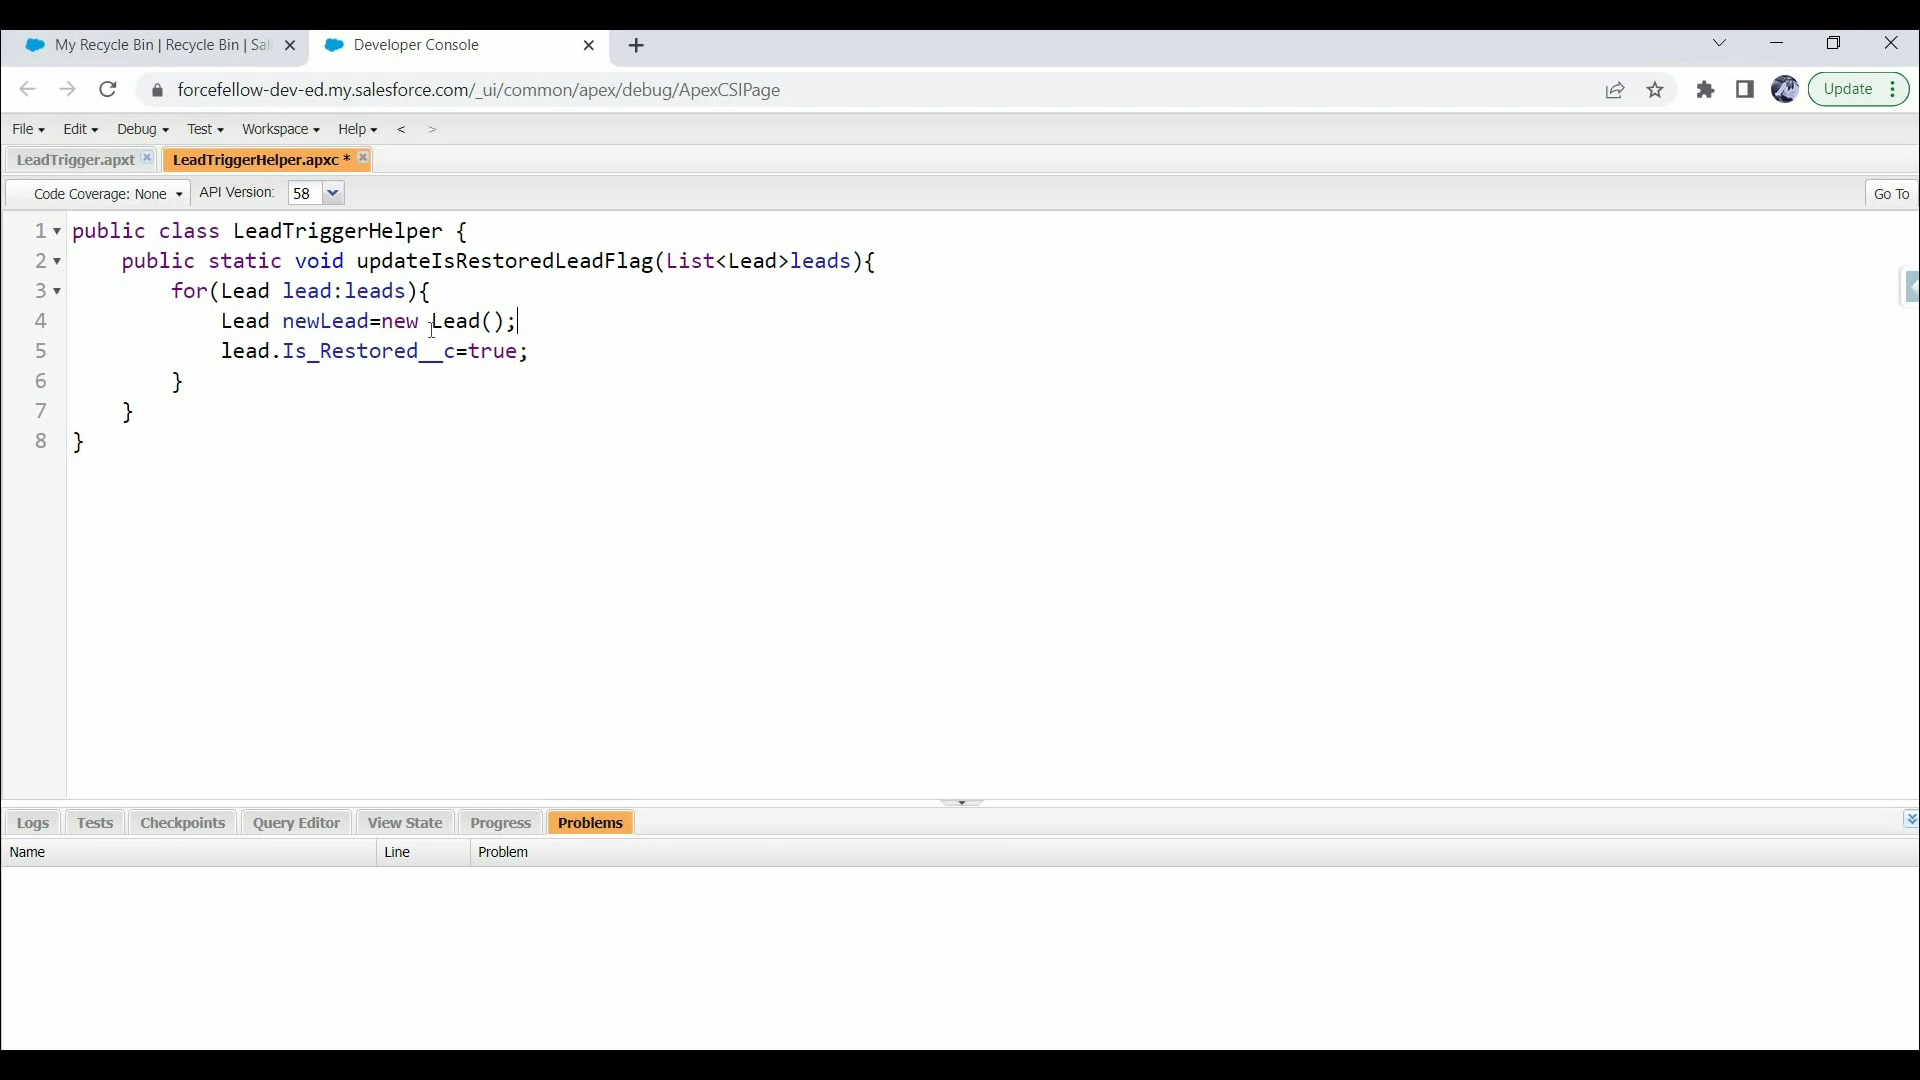 My Recycle Bin | Recycle Bin | Sal
Developer Console
forcefellow-dev-ed.my.salesforce.com/_ui/common/apex/debug/ApexCSIPage
Update
File Edit Debug Test Workspace Help < >
LeadTrigger.apxt LeadTriggerHelper.apxc *
Code Coverage: None API Version: 58 Go To
1 public class LeadTriggerHelper {
2 public static void updateIsRestoredLeadFlag(List<Lead>leads){
3 for(Lead lead:leads){
4 Lead newLead=new Lead();
5 lead.Is_Restored__c=true;
6 }
7 }
8 }
Logs Tests Checkpoints Query Editor View State Progress Problems
Name Line Problem